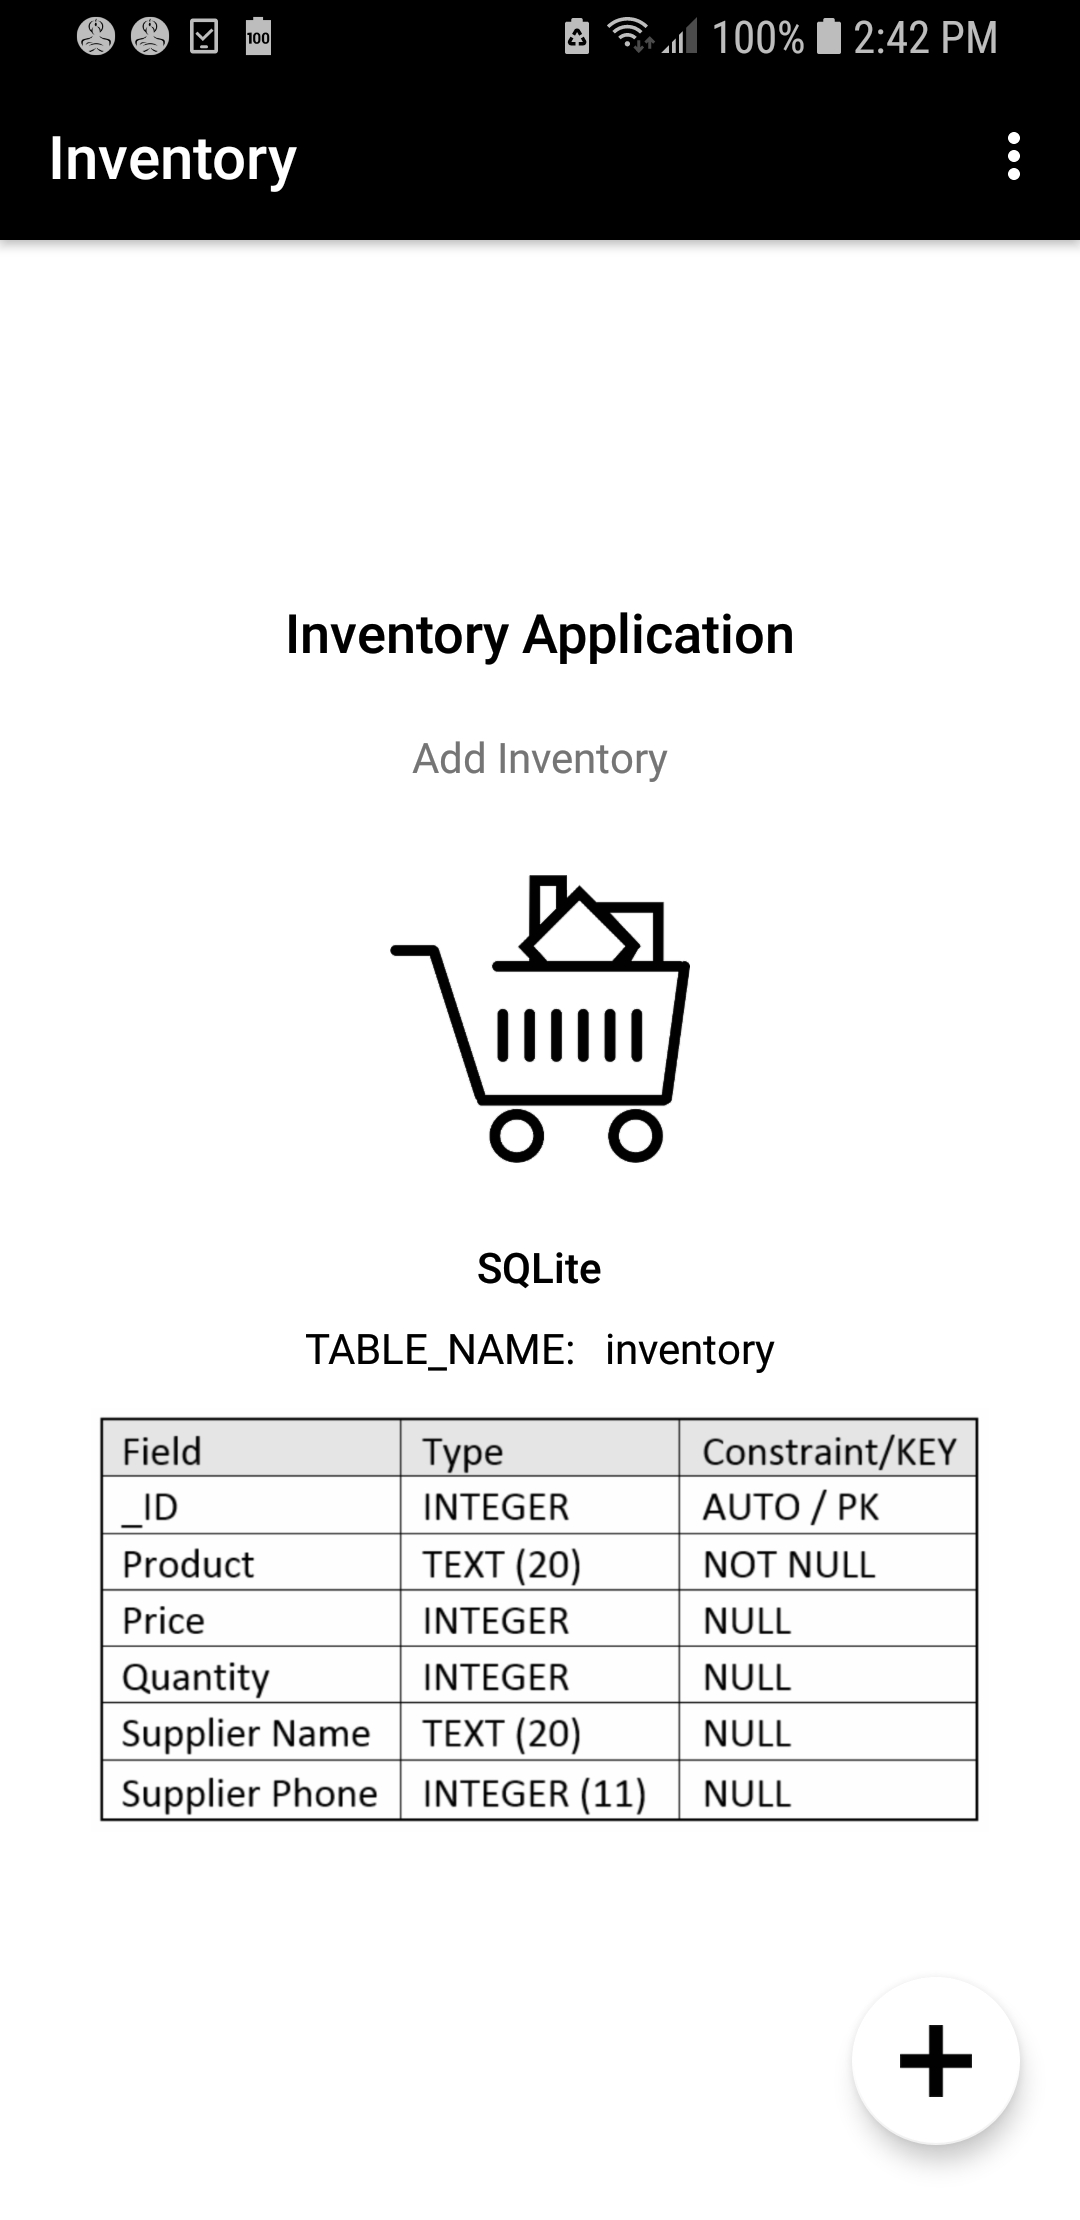 100 100% 2:42 PM
Inventory
Inventory Application
Add Inventory
SQLite
TABLE_NAME: inventory
Field Type Constraint/KEY
_ID INTEGER AUTO / PK
Product TEXT (20) NOT NULL
Price INTEGER NULL
Quantity INTEGER NULL
Supplier Name TEXT (20) NULL
Supplier Phone INTEGER (11) NULL